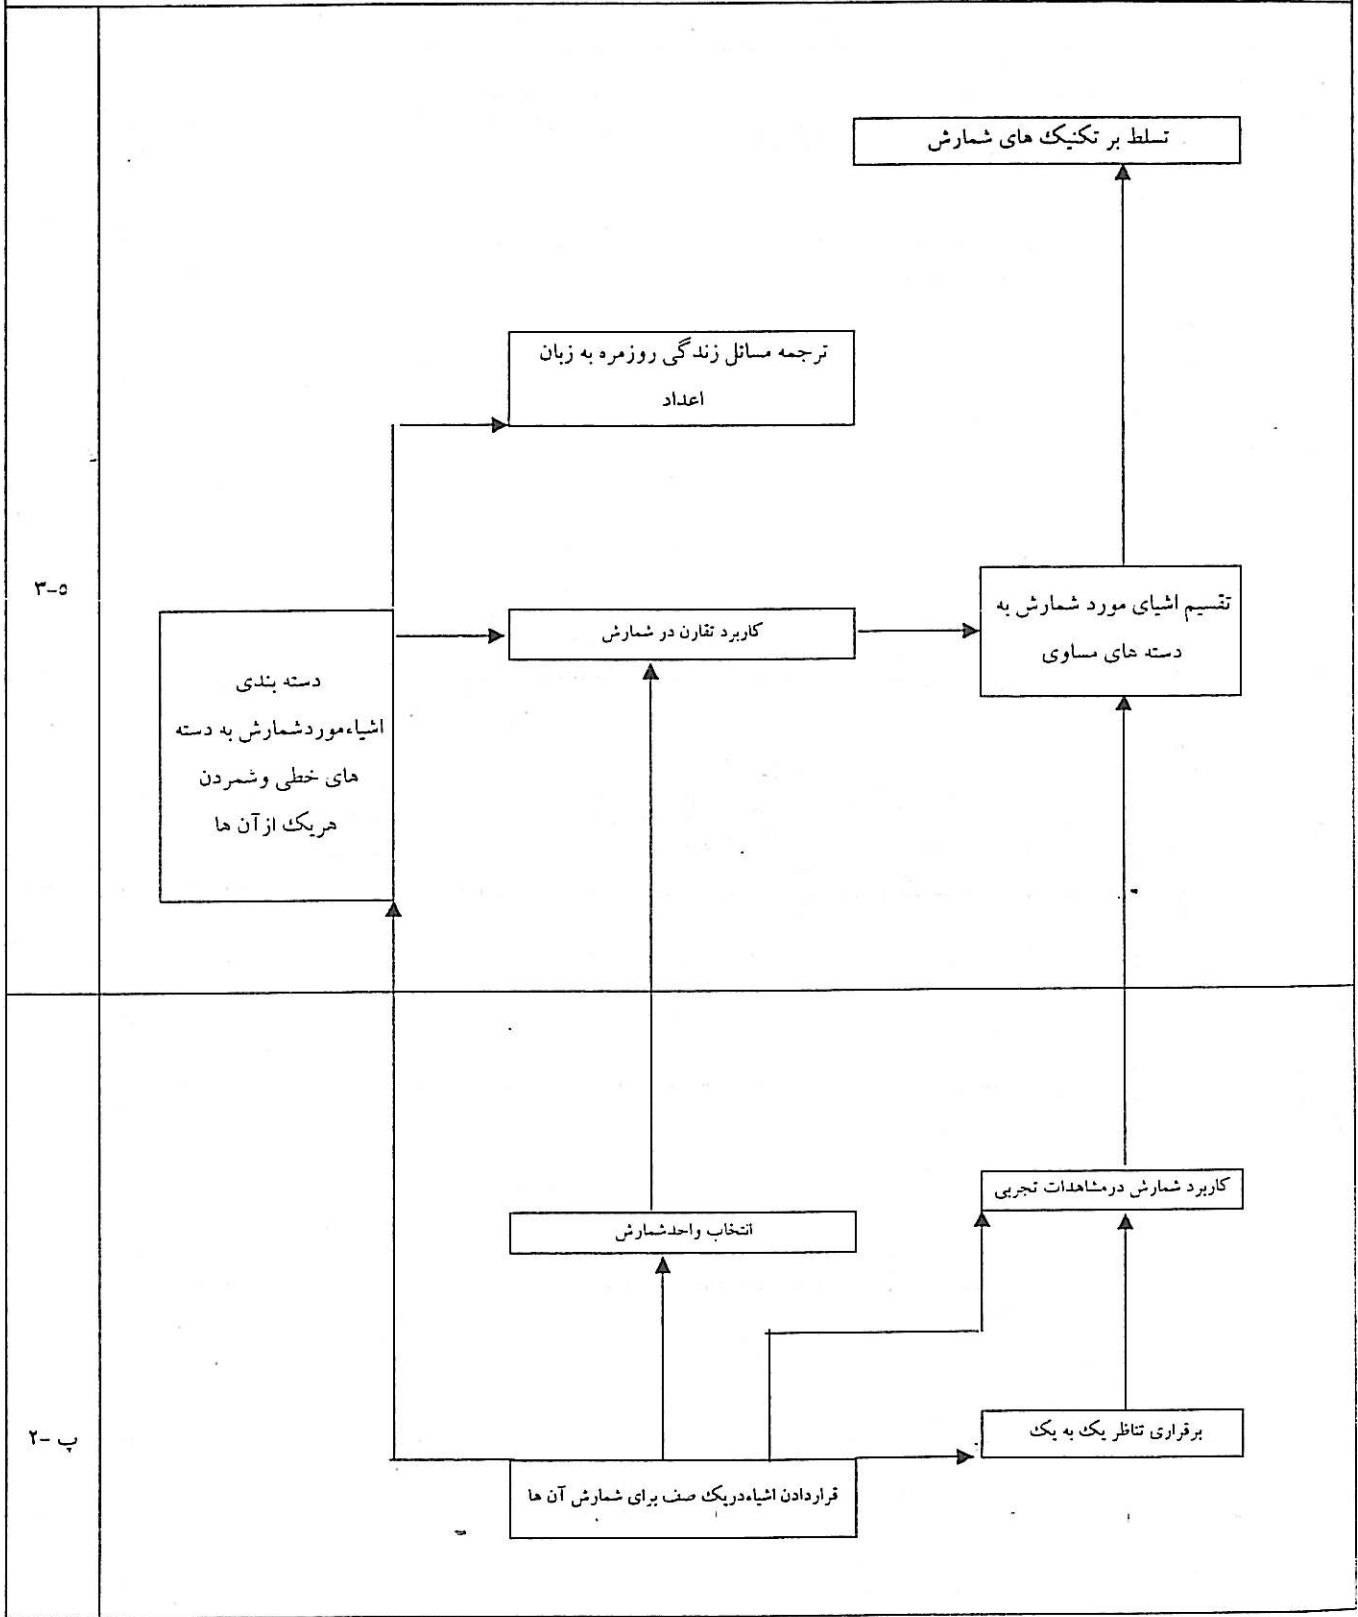 تسلط بر تکنیک های شمارش
ترجمه مسائل زندگی روزمره به زبان
اعداد
۳-۵
تقسیم اشیای مورد شمارش به
دسته های مساوی
کاربرد تقارن در شمارش
دسته بندی
اشیاءموردشمارش به دسته
های خطی وشمردن
هریک ازآن ها
کاربرد شمارش درمشاهدات تجربی
انتخاب واحدشمارش
برقراری تناظر یک به یک
پ -۲
قراردادن اشیاءدریک صف برای شمارش آن ها